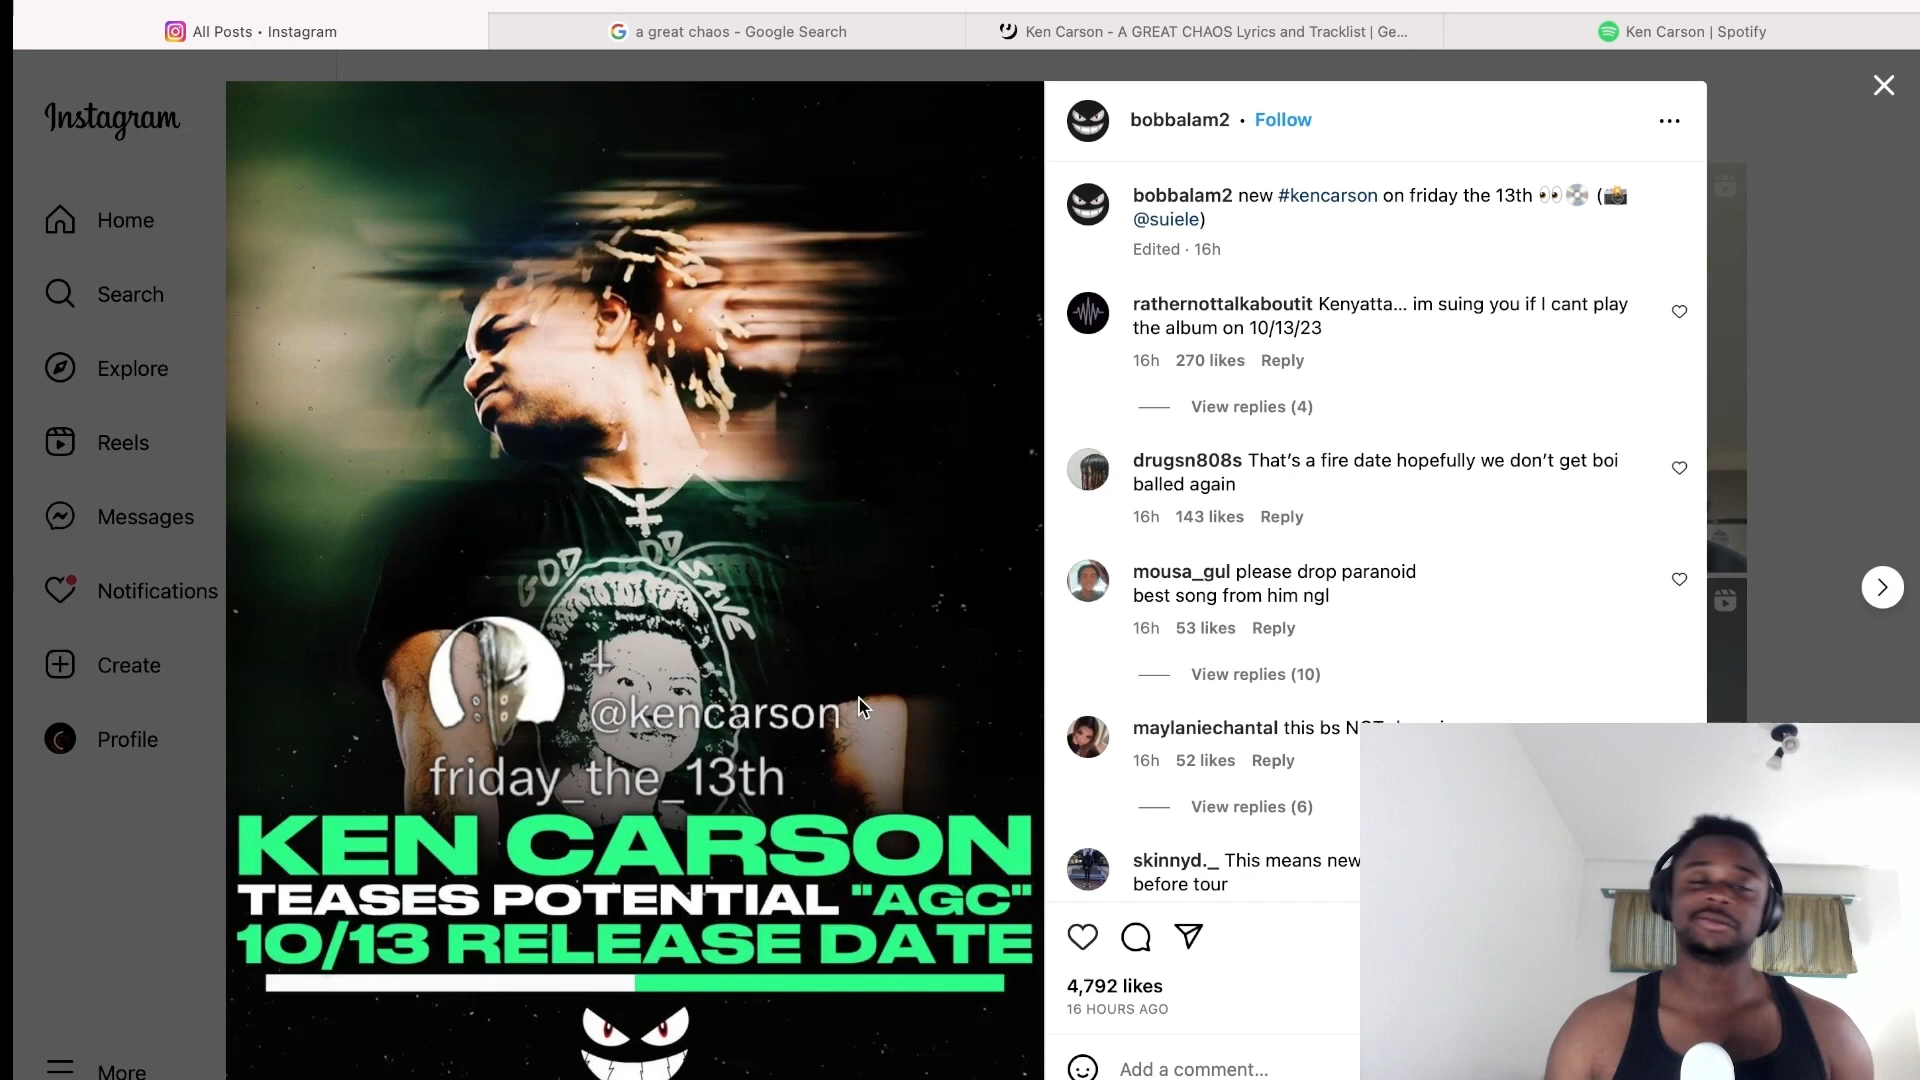 All Posts • Instagram
a great chaos - Google Search
Ken Carson - A GREAT CHAOS Lyrics and Tracklist | Ge...
Ken Carson | Spotify
Instagram
Home
Search
Explore
Reels
Messages
Notifications
Create
Profile
More
GOD SAVE
@kencarson
friday_the_13th
KEN CARSON
TEASES POTENTIAL "AGC"
10/13 RELEASE DATE
bobbalam2 • Follow
bobbalam2 new #kencarson on friday the 13th 👀💿 (📸
@suiele)
Edited · 16h
rathernottalkaboutit Kenyatta... im suing you if I cant play
the album on 10/13/23
16h 270 likes Reply
View replies (4)
drugsn808s That's a fire date hopefully we don't get boi
balled again
16h 143 likes Reply
mousa_gul please drop paranoid
best song from him ngl
16h 53 likes Reply
View replies (10)
maylaniechantal this bs
16h 52 likes Reply
View replies (6)
skinnyd._ This means new
before tour
4,792 likes
16 HOURS AGO
Add a comment...